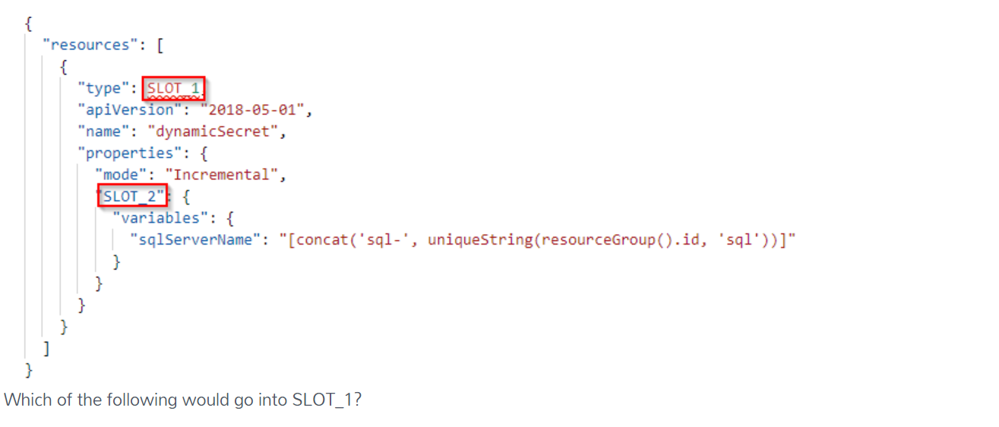 {
"resources": [
{
"type": SLOT_1,
"apiVersion": "2018-05-01",
"name": "dynamicSecret",
"properties": {
"mode": "Incremental",
"SLOT_2": {
"variables": {
"sqlServerName": "[concat('sql-', uniqueString(resourceGroup().id, 'sql'))]"
}
}
}
}
]
}
Which of the following would go into SLOT_1?